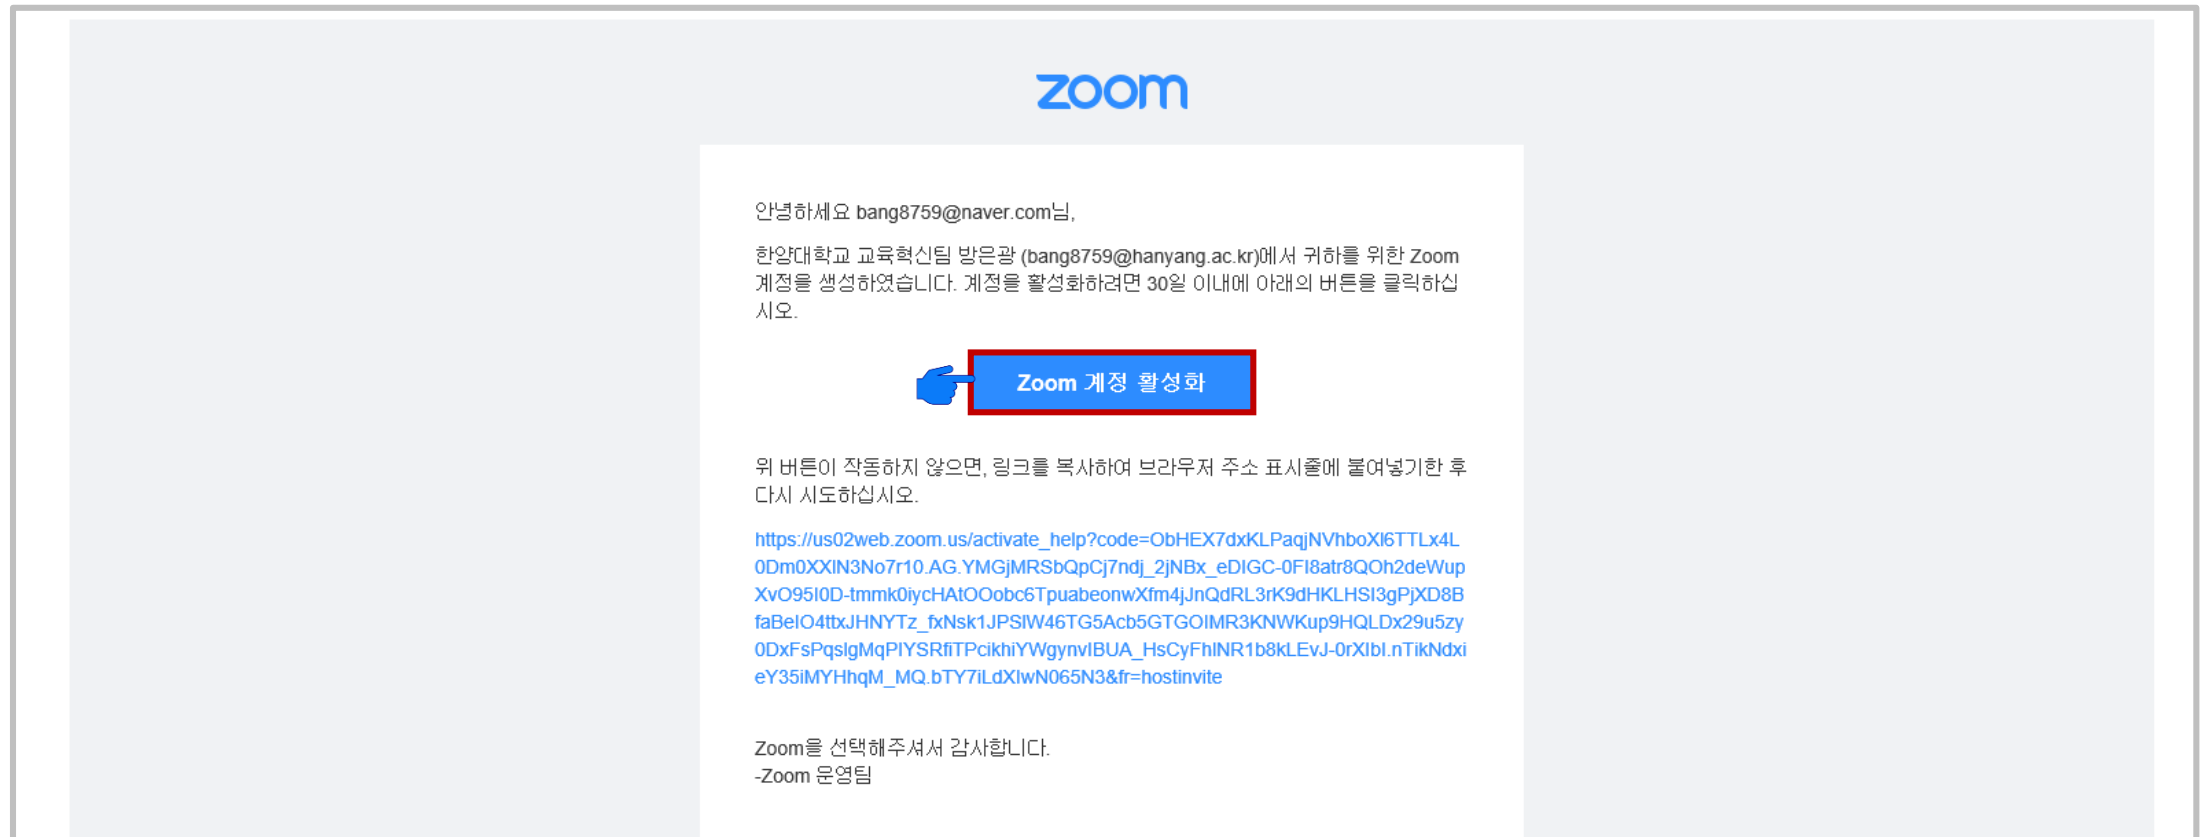 zoom
안녕하세요 bang8759@naver.com님,
한양대학교 교육혁신팀 방은광 (bang8759@hanyang.ac.kr)에서 귀하를 위한 Zoom
계정을 생성하였습니다. 계정을 활성화하려면 30일 이내에 아래의 버튼을 클릭하십
시오.
Zoom 계정 활성화
위 버튼이 작동하지 않으면, 링크를 복사하여 브라우저 주소 표시줄에 붙여넣기한 후
다시 시도하십시오.
https://us02web.zoom.us/activate_help?code=ObHEX7dxKLPaqjNVhboXl6TTLx4L
0Dm0XXlN3No7r10.AG.YMGjMRSbQpCj7ndj_2jNBx_eDIGC-0FI8atr8QOh2deWup
XvO95I0D-tmmk0iycHAtOOobc6TpuabeonwXfm4jJnQdRL3rK9dHKLHSI3gPjXD8B
faBeIO4ttxJHNYTz_fxNsk1JPSlW46TG5Acb5GTGOIMR3KNWKup9HQLDx29u5zy
0DxFsPqslgMqPIYSRfiTPcikhiYWgynvIBUA_HsCyFhlNR1b8kLEvJ-0rXIbI.nTikNdxi
eY35iMYHhqM_MQ.bTY7iLdXIwN065N3&fr=hostinvite
Zoom을 선택해주셔서 감사합니다.
-Zoom 운영팀